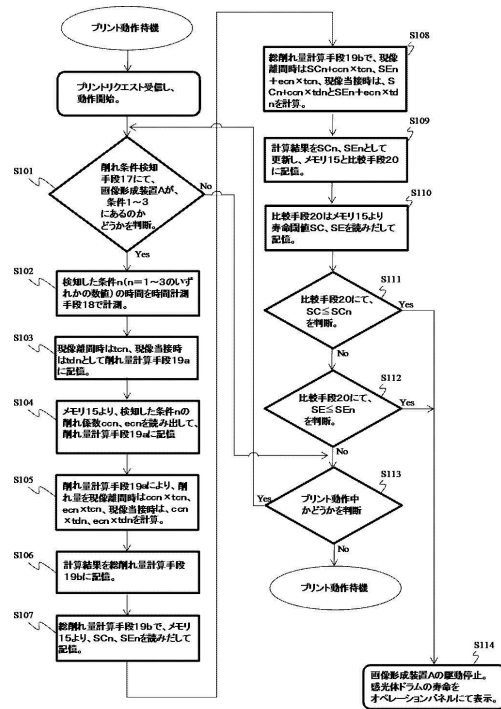 プリント動作待機
プリントリクエスト受信し、
動作開始。
S101
削れ条件検知
手段17にて、
画像形成装置Aが、
条件1~3
にあるのか
どうかを判断。
No
Yes
S102
検知した条件n(n=1~3のいず
れかの数値)の時間を時間計測
手段18で計測。
S103
現像離間時はtcn、現像当接時
はtdnとして削れ量計算手段19a
に記憶。
S104
メモリ15より、検知した条件nの
削れ係数ccn、ecnを読み出して、
削れ量計算手段19aに記憶
S105
削れ量計算手段19aにより、削
れ量を現像離間時はccn×tcn、
ecn×tcn、現像当接時は、ccn
×tdn、ecn×tdnを計算。
S106
計算結果を総削れ量計算手段
19bに記憶。
S107
総削れ量計算手段19bで、メモリ
15より、SCn、SEnを読みだして
記憶。
S108
総削れ量計算手段19bで、現像
離間時はSCn+ccn×tcn、SEn
+ecn×tcn、現像当接時は、S
Cn+ccn×tdnとSEn+ecn×td
nを計算。
S109
計算結果をSCn、SEnとして
更新し、メモリ15と比較手段20
に記憶。
S110
比較手段20はメモリ15より
寿命閾値SC、SEを読みだして
記憶。
S111
比較手段20にて、
SC≦SCn
を判断。
Yes
No
S112
比較手段20にて、
SE≦SEn
を判断。
Yes
No
S113
プリント動作中
かどうかを判断
Yes
No
プリント動作待機
S114
画像形成装置Aの駆動停止。
感光体ドラムの寿命を
オペレーションパネルにて表示。